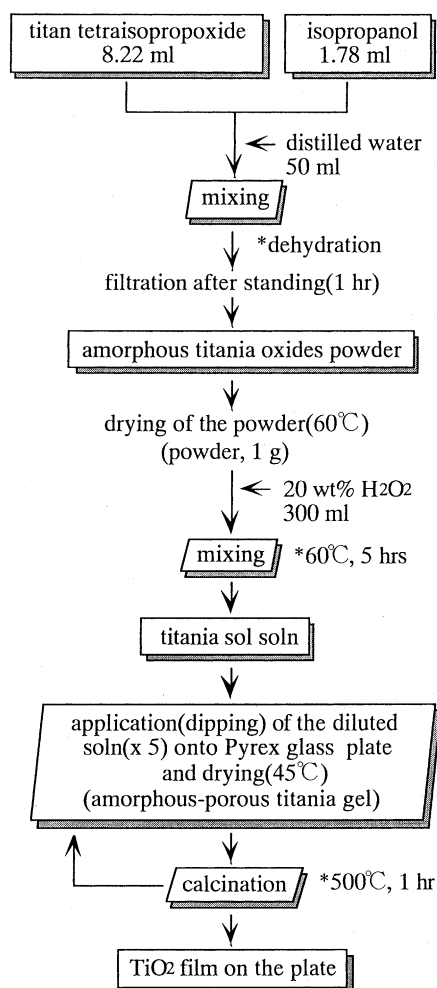 titan tetraisopropoxide
8.22 ml
isopropanol
1.78 ml
distilled water
50 ml
mixing
*dehydration
filtration after standing(1 hr)
amorphous titania oxides powder
drying of the powder(60℃)
(powder, 1 g)
20 wt% H2O2
300 ml
mixing
*60℃, 5 hrs
titania sol soln
application(dipping) of the diluted
soln(x 5) onto Pyrex glass plate
and drying(45℃)
(amorphous-porous titania gel)
calcination
*500℃, 1 hr
TiO2 film on the plate